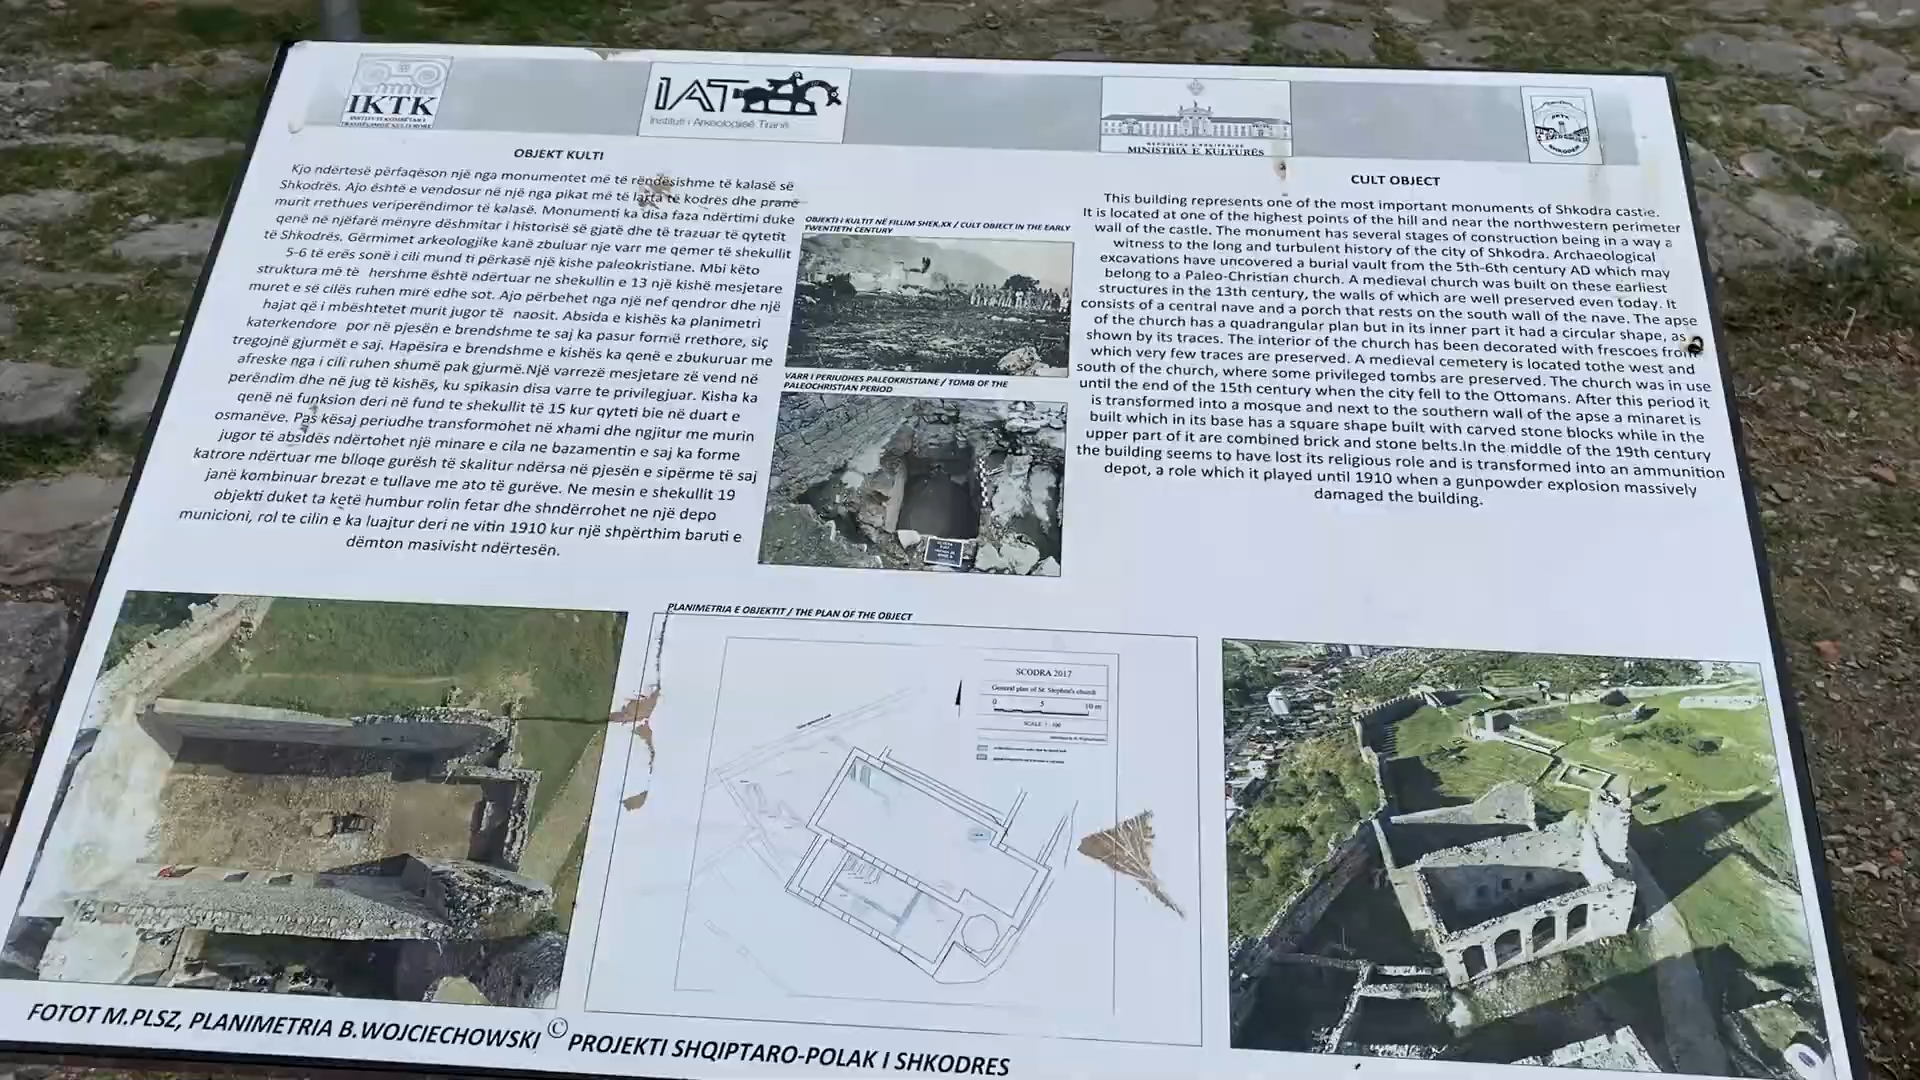 IKTK
INSTITUTI KOMBËTAR I
TRASHËGIMISË KULTURORE
IAT
Instituti i Arkeologjisë Tiranë
REPUBLIKA E SHQIPËRISË
MINISTRIA E KULTURËS
SHKODËR
OBJEKT KULTI
Kjo ndërtesë përfaqëson një nga monumentet më të rëndësishme të kalasë së
Shkodrës. Ajo është e vendosur në një nga pikat më të larta të kodrës dhe pranë
murit rrethues veriperëndimor të kalasë. Monumenti ka disa faza ndërtimi duke
qenë në njëfarë mënyre dëshmitar i historisë së gjatë dhe të trazuar të qytetit
të Shkodrës. Gërmimet arkeologjike kanë zbuluar nje varr me qemer të shekullit
5-6 të erës sonë i cili mund ti përkasë një kishe paleokristiane. Mbi këto
struktura më të hershme është ndërtuar ne shekullin e 13 një kishë mesjetare
muret e së cilës ruhen mirë edhe sot. Ajo përbehet nga një nef qendror dhe një
hajat që i mbështetet murit jugor të naosit. Absida e kishës ka planimetri
katerkendore por në pjesën e brendshme te saj ka pasur formë rrethore, siç
tregojnë gjurmët e saj. Hapësira e brendshme e kishës ka qenë e zbukuruar me
afreske nga i cili ruhen shumë pak gjurmë.Një varrezë mesjetare zë vend në
perëndim dhe në jug të kishës, ku spikasin disa varre te privilegjuar. Kisha ka
qenë në funksion deri në fund te shekullit të 15 kur qyteti bie në duart e
osmanëve. Pas kësaj periudhe transformohet në xhami dhe ngjitur me murin
jugor të absidës ndërtohet një minare e cila ne bazamentin e saj ka forme
katrore ndërtuar me blloqe gurësh të skalitur ndërsa në pjesën e sipërme të saj
janë kombinuar brezat e tullave me ato të gurëve. Ne mesin e shekullit 19
objekti duket ta ketë humbur rolin fetar dhe shndërrohet ne një depo
municioni, rol te cilin e ka luajtur deri ne vitin 1910 kur një shpërthim baruti e
dëmton masivisht ndërtesën.
OBJEKTI I KULTIT NË FILLIM SHEK.XX / CULT OBJECT IN THE EARLY
TWENTIETH CENTURY
VARR I PERIUDHES PALEOKRISTIANE / TOMB OF THE
PALEOCHRISTIAN PERIOD
CULT OBJECT
This building represents one of the most important monuments of Shkodra castle.
It is located at one of the highest points of the hill and near the northwestern perimeter
wall of the castle. The monument has several stages of construction being in a way a
witness to the long and turbulent history of the city of Shkodra. Archaeological
excavations have uncovered a burial vault from the 5th-6th century AD which may
belong to a Paleo-Christian church. A medieval church was built on these earliest
structures in the 13th century, the walls of which are well preserved even today. It
consists of a central nave and a porch that rests on the south wall of the nave. The apse
of the church has a quadrangular plan but in its inner part it had a circular shape, as
shown by its traces. The interior of the church has been decorated with frescoes from
which very few traces are preserved. A medieval cemetery is located tothe west and
south of the church, where some privileged tombs are preserved. The church was in use
until the end of the 15th century when the city fell to the Ottomans. After this period it
is transformed into a mosque and next to the southern wall of the apse a minaret is
built which in its base has a square shape built with carved stone blocks while in the
upper part of it are combined brick and stone belts.In the middle of the 19th century
the building seems to have lost its religious role and is transformed into an ammunition
depot, a role which it played until 1910 when a gunpowder explosion massively
damaged the building.
PLANIMETRIA E OBJEKTIT / THE PLAN OF THE OBJECT
SCODRA 2017
General plan of St. Stephen's church
0 5 10 m
SCALE 1 : 100
FOTOT M.PLSZ, PLANIMETRIA B.WOJCIECHOWSKI © PROJEKTI SHQIPTARO-POLAK I SHKODRES